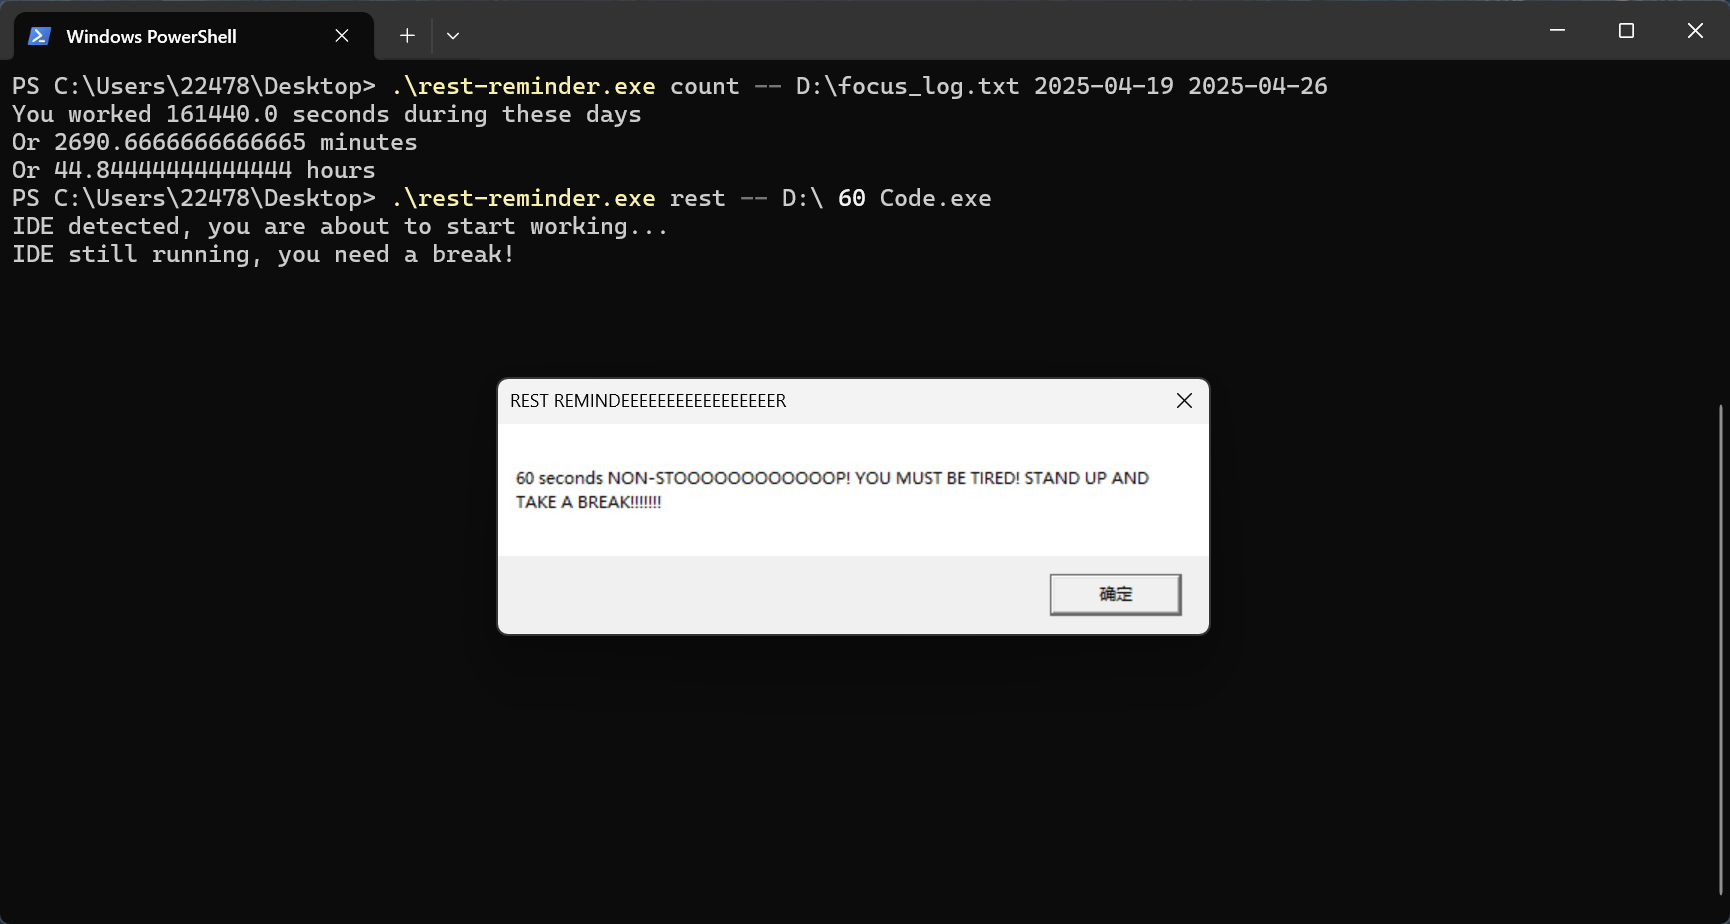 Windows PowerShell
PS C:\Users\22478\Desktop> .\rest-reminder.exe count -- D:\focus_log.txt 2025-04-19 2025-04-26
You worked 161440.0 seconds during these days
Or 2690.6666666666665 minutes
Or 44.84444444444444 hours
PS C:\Users\22478\Desktop> .\rest-reminder.exe rest -- D:\ 60 Code.exe
IDE detected, you are about to start working...
IDE still running, you need a break!
REST REMINDEEEEEEEEEEEEEEEER
60 seconds NON-STOOOOOOOOOOOOP! YOU MUST BE TIRED! STAND UP AND
TAKE A BREAK!!!!!!!
确定